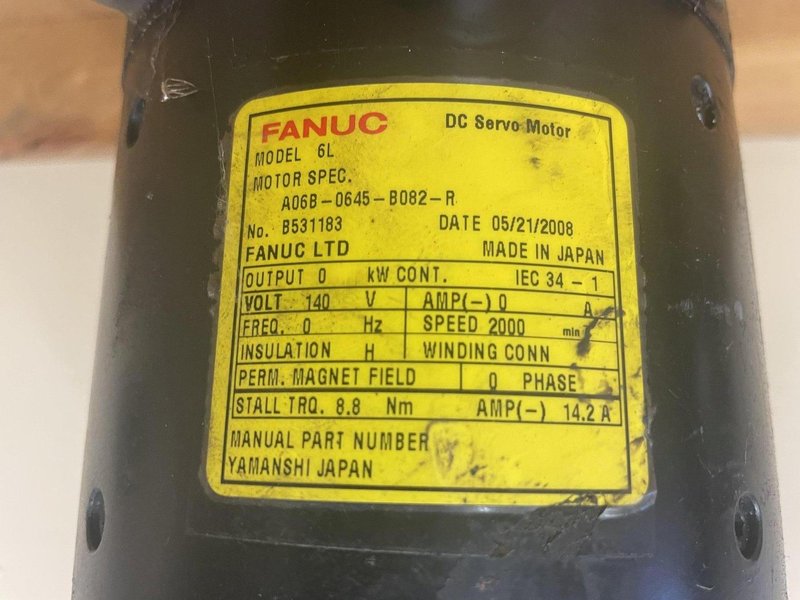 FANUC DC Servo Motor
MODEL 6L
MOTOR SPEC.
A06B-0645-B082-R
No. B531183 DATE 05/21/2008
FANUC LTD MADE IN JAPAN
OUTPUT 0 kW CONT. IEC 34-1
VOLT 140 V AMP(-) 0 A
FREQ. 0 Hz SPEED 2000 min
INSULATION H WINDING CONN
PERM. MAGNET FIELD 0 PHASE
STALL TRQ. 8.8 Nm AMP(-) 14.2 A
MANUAL PART NUMBER
YAMANSHI JAPAN